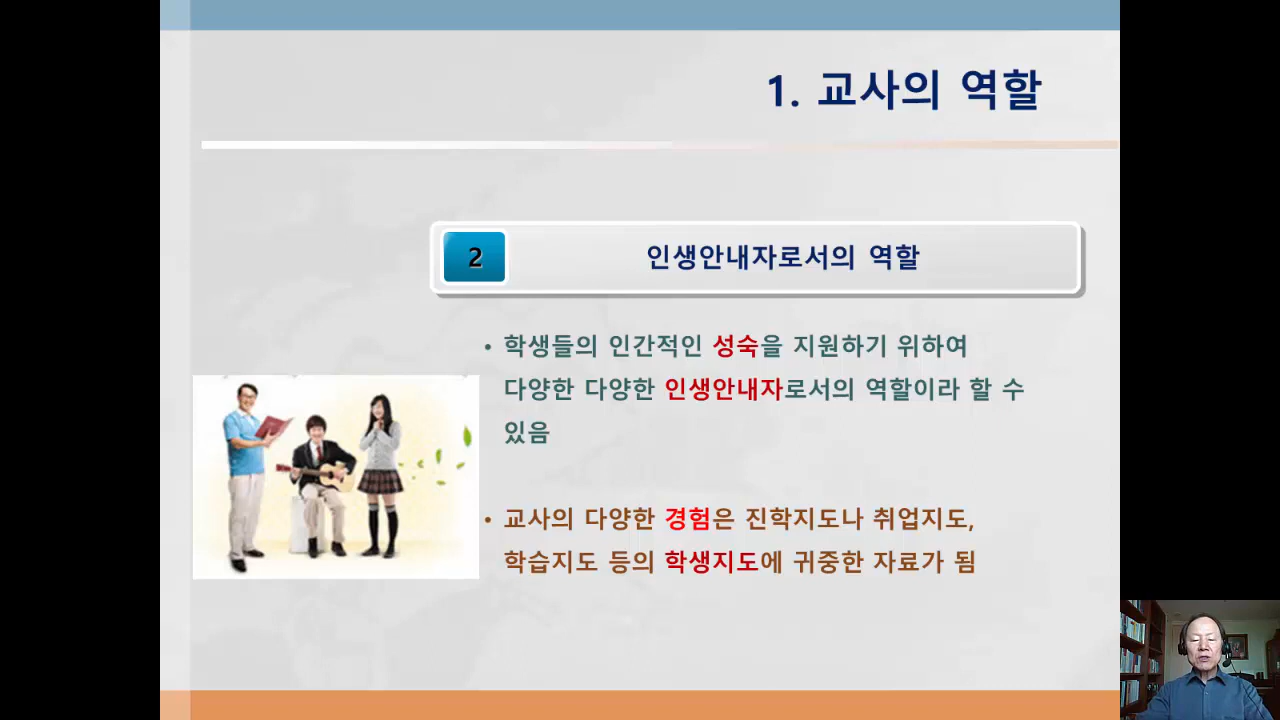 1. 교사의 역할
2
인생안내자로서의 역할
• 학생들의 인간적인 성숙을 지원하기 위하여
다양한 다양한 인생안내자로서의 역할이라 할 수
있음
• 교사의 다양한 경험은 진학지도나 취업지도,
학습지도 등의 학생지도에 귀중한 자료가 됨